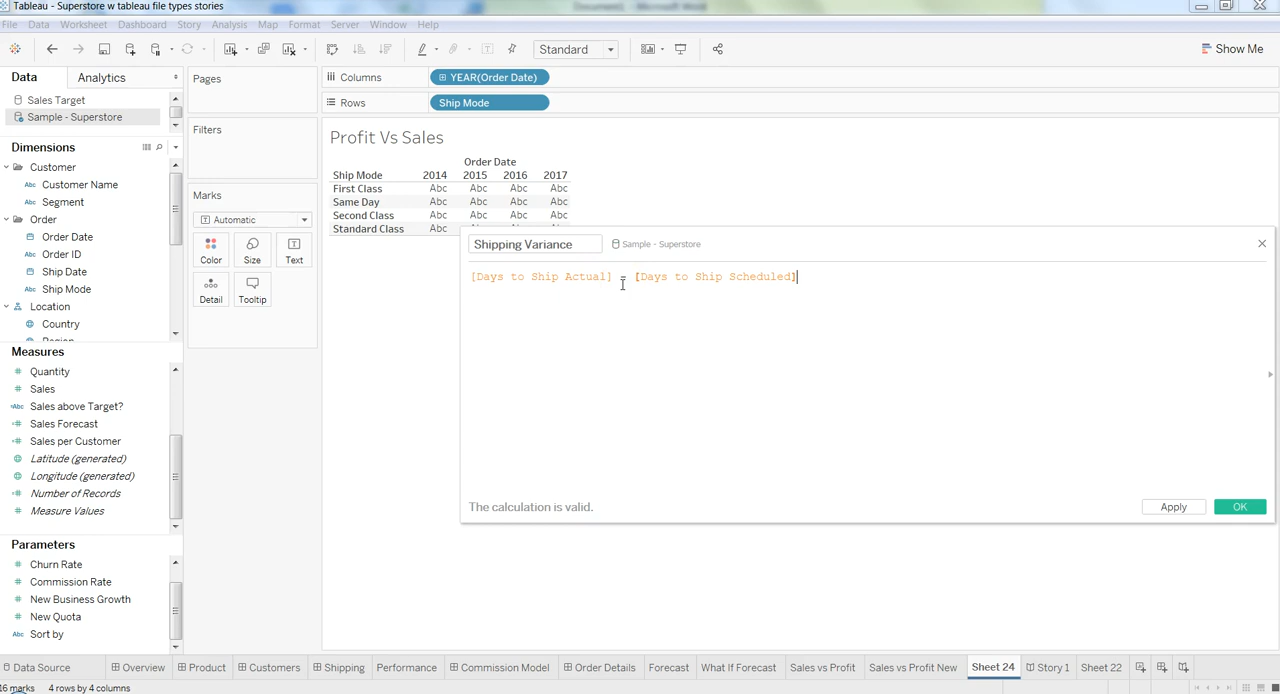 Tableau - Superstore w tableau file types stories
Document1 - Microsoft Word
File Data Worksheet Dashboard Story Analysis Map Format Server Window Help
Standard
Show Me
Data Analytics
Sales Target
Sample - Superstore
Dimensions
Customer
Abc Customer Name
Abc Segment
Order
Order Date
Abc Order ID
Ship Date
Abc Ship Mode
Location
Country
Measures
# Quantity
# Sales
=Abc Sales above Target?
=# Sales Forecast
=# Sales per Customer
Latitude (generated)
Longitude (generated)
=# Number of Records
# Measure Values
Parameters
# Churn Rate
# Commission Rate
# New Business Growth
# New Quota
Abc Sort by
Pages
Filters
Marks
Automatic
Color Size Text
Detail Tooltip
Columns YEAR(Order Date)
Rows Ship Mode
Profit Vs Sales
Order Date
Ship Mode 2014 2015 2016 2017
First Class Abc Abc Abc Abc
Same Day Abc Abc Abc Abc
Second Class Abc Abc Abc Abc
Standard Class Abc
Shipping Variance Sample - Superstore
[Days to Ship Actual] - [Days to Ship Scheduled]
The calculation is valid.
Apply OK
Data Source Overview Product Customers Shipping Performance Commission Model Order Details Forecast What If Forecast Sales vs Profit Sales vs Profit New Sheet 24 Story 1 Sheet 22
16 marks 4 rows by 4 columns